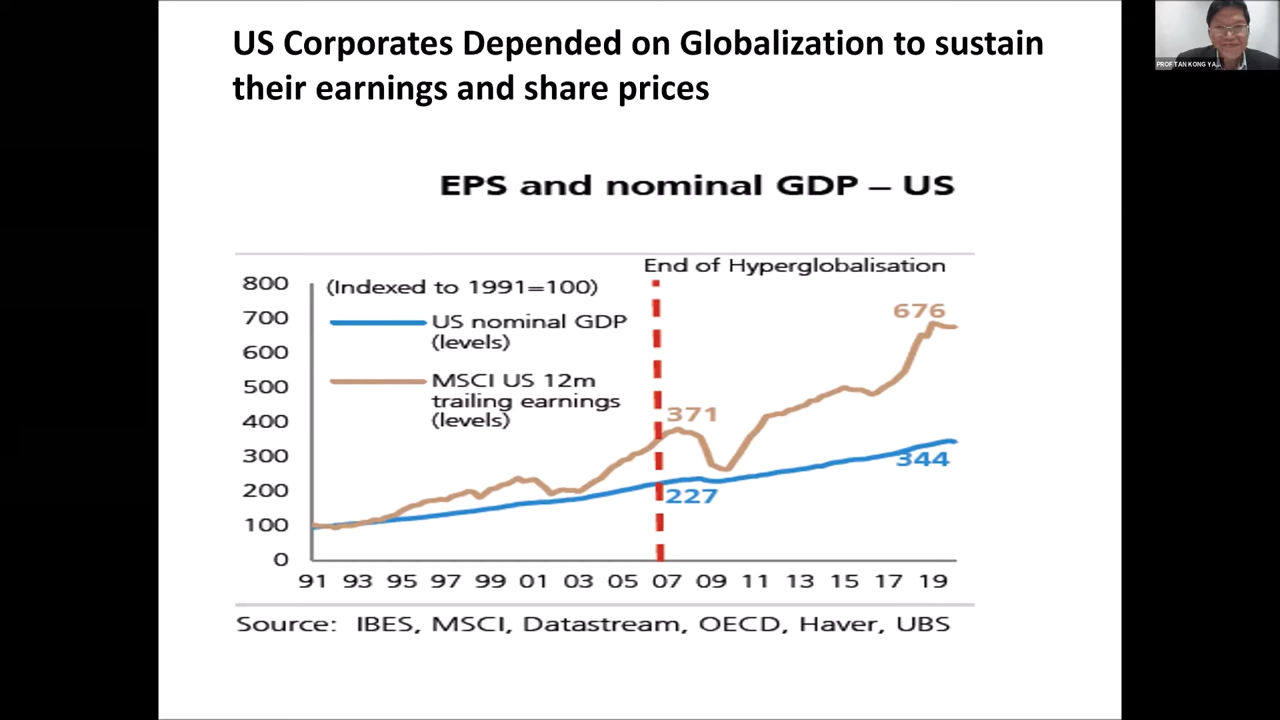 US Corporates Depended on Globalization to sustain
their earnings and share prices
PROF TAN KONG YA...
EPS and nominal GDP – US
End of Hyperglobalisation
(Indexed to 1991=100)
US nominal GDP
(levels)
MSCI US 12m
trailing earnings
(levels)
800
700
600
500
400
300
200
100
0
676
371
344
227
91 93 95 97 99 01 03 05 07 09 11 13 15 17 19
Source: IBES, MSCI, Datastream, OECD, Haver, UBS